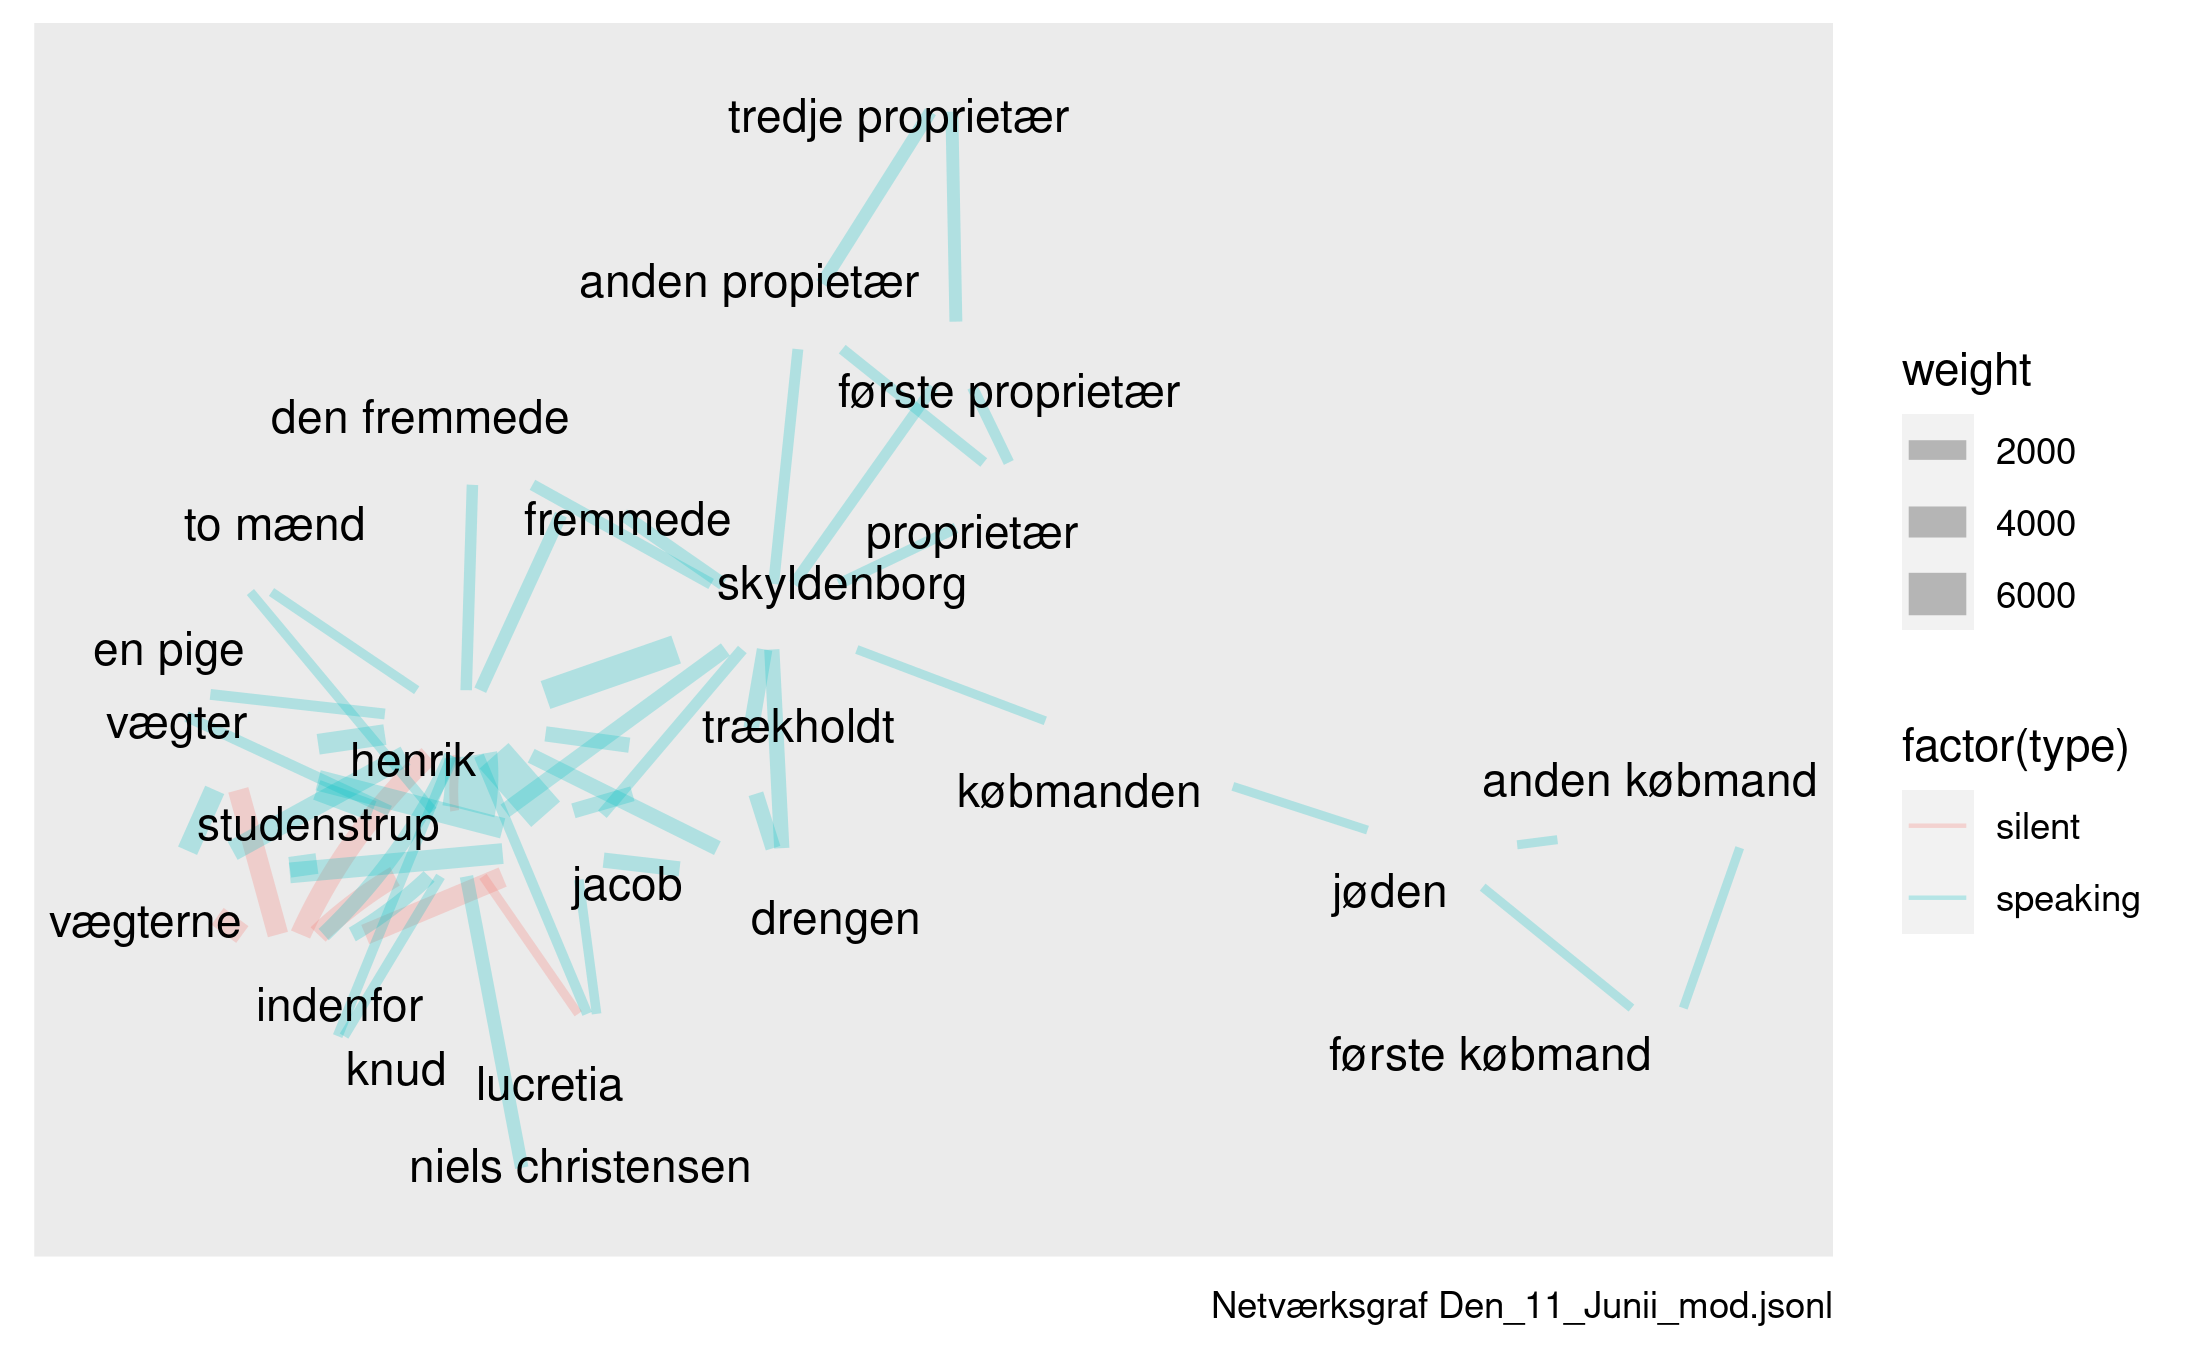 tredje proprietær
anden propietær
første proprietær
den fremmede
to mænd
fremmede
proprietær
skyldenborg
en pige
vægter
henrik
trækholdt
købmanden
anden købmand
studenstrup
jacob
jøden
vægterne
drengen
indenfor
knud
lucretia
første købmand
niels christensen
weight
2000
4000
6000
factor(type)
silent
speaking
Netværksgraf Den_11_Junii_mod.jsonl